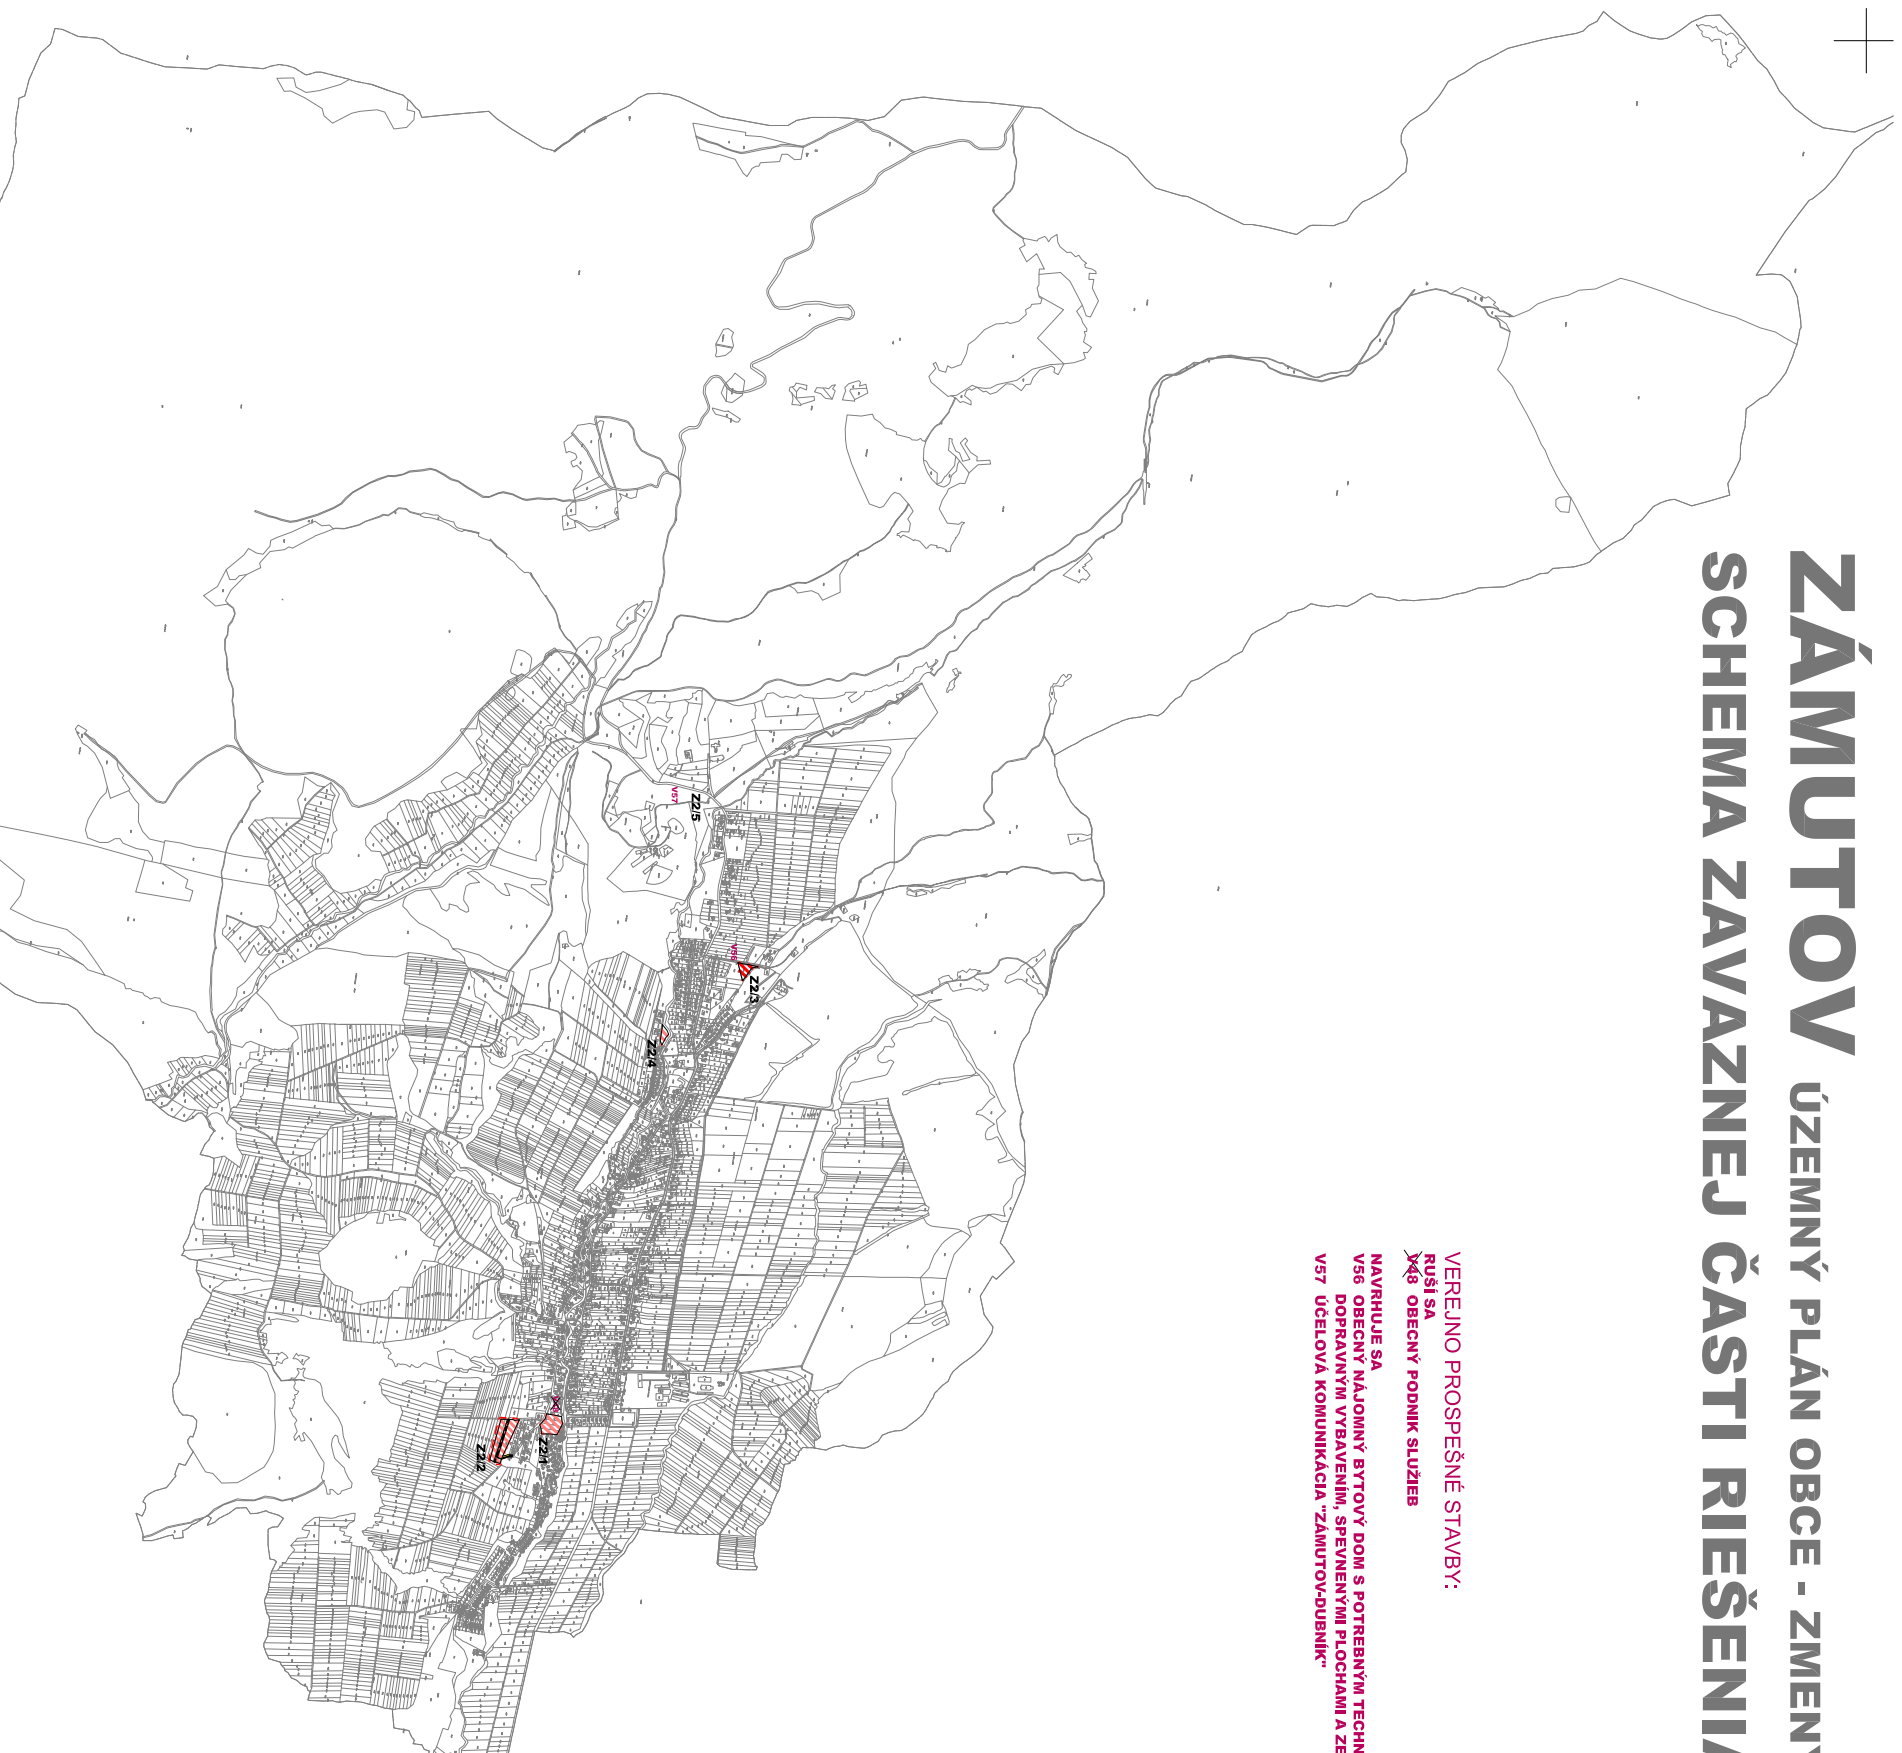 ZÁMUTOV ÚZEMNÝ PLÁN OBCE - ZMENY
SCHEMA ZAVAZNEJ ČASTI RIEŠENIA
VEREJNO PROSPEŠNÉ STAVBY:
RUŠÍ SA
V48 OBECNÝ PODNIK SLUŽIEB
NAVRHUJE SA
V56 OBECNÝ NÁJOMNÝ BYTOVÝ DOM S POTREBNÝM TECHN
DOPRAVNÝM VYBAVENÍM, SPEVNENÝMI PLOCHAMI A ZE
V57 ÚČELOVÁ KOMUNIKÁCIA "ZÁMUTOV-DUBNÍK"
Z2/5
V57
V56
Z2/3
Z2/4
V48
Z2/1
Z2/2